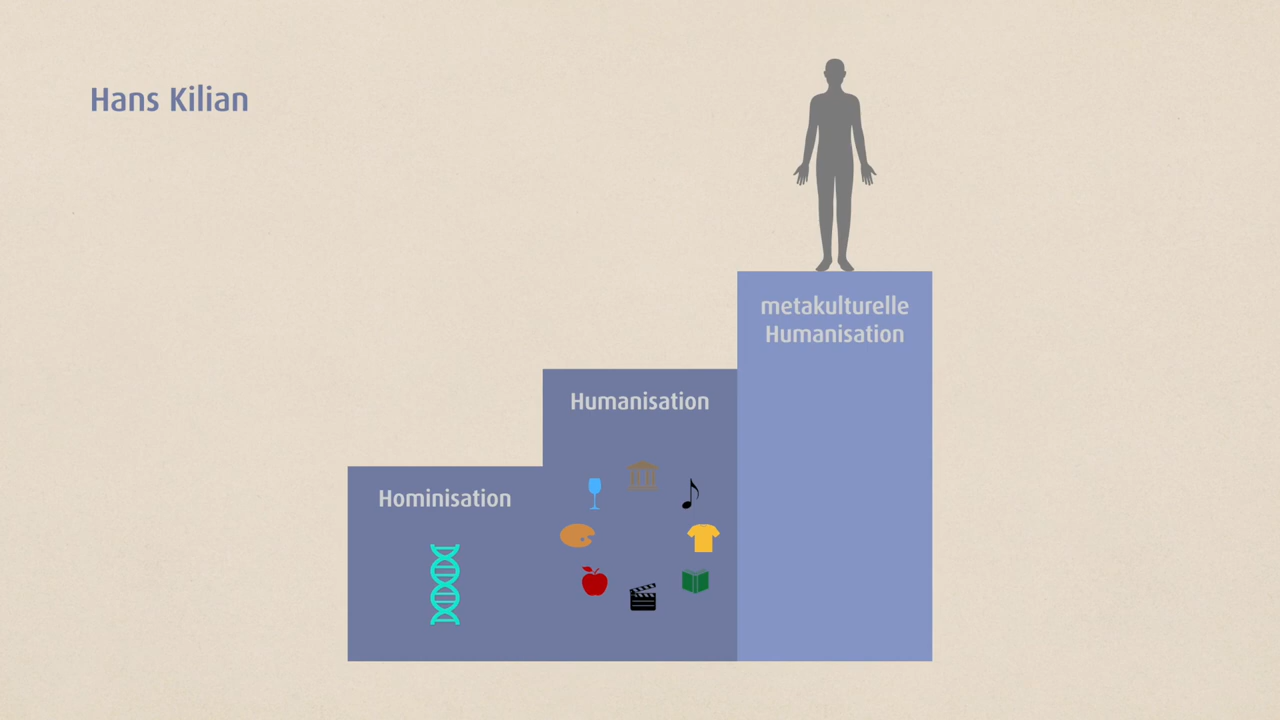 Hans Kilian
metakulturelle
Humanisation
Humanisation
Hominisation